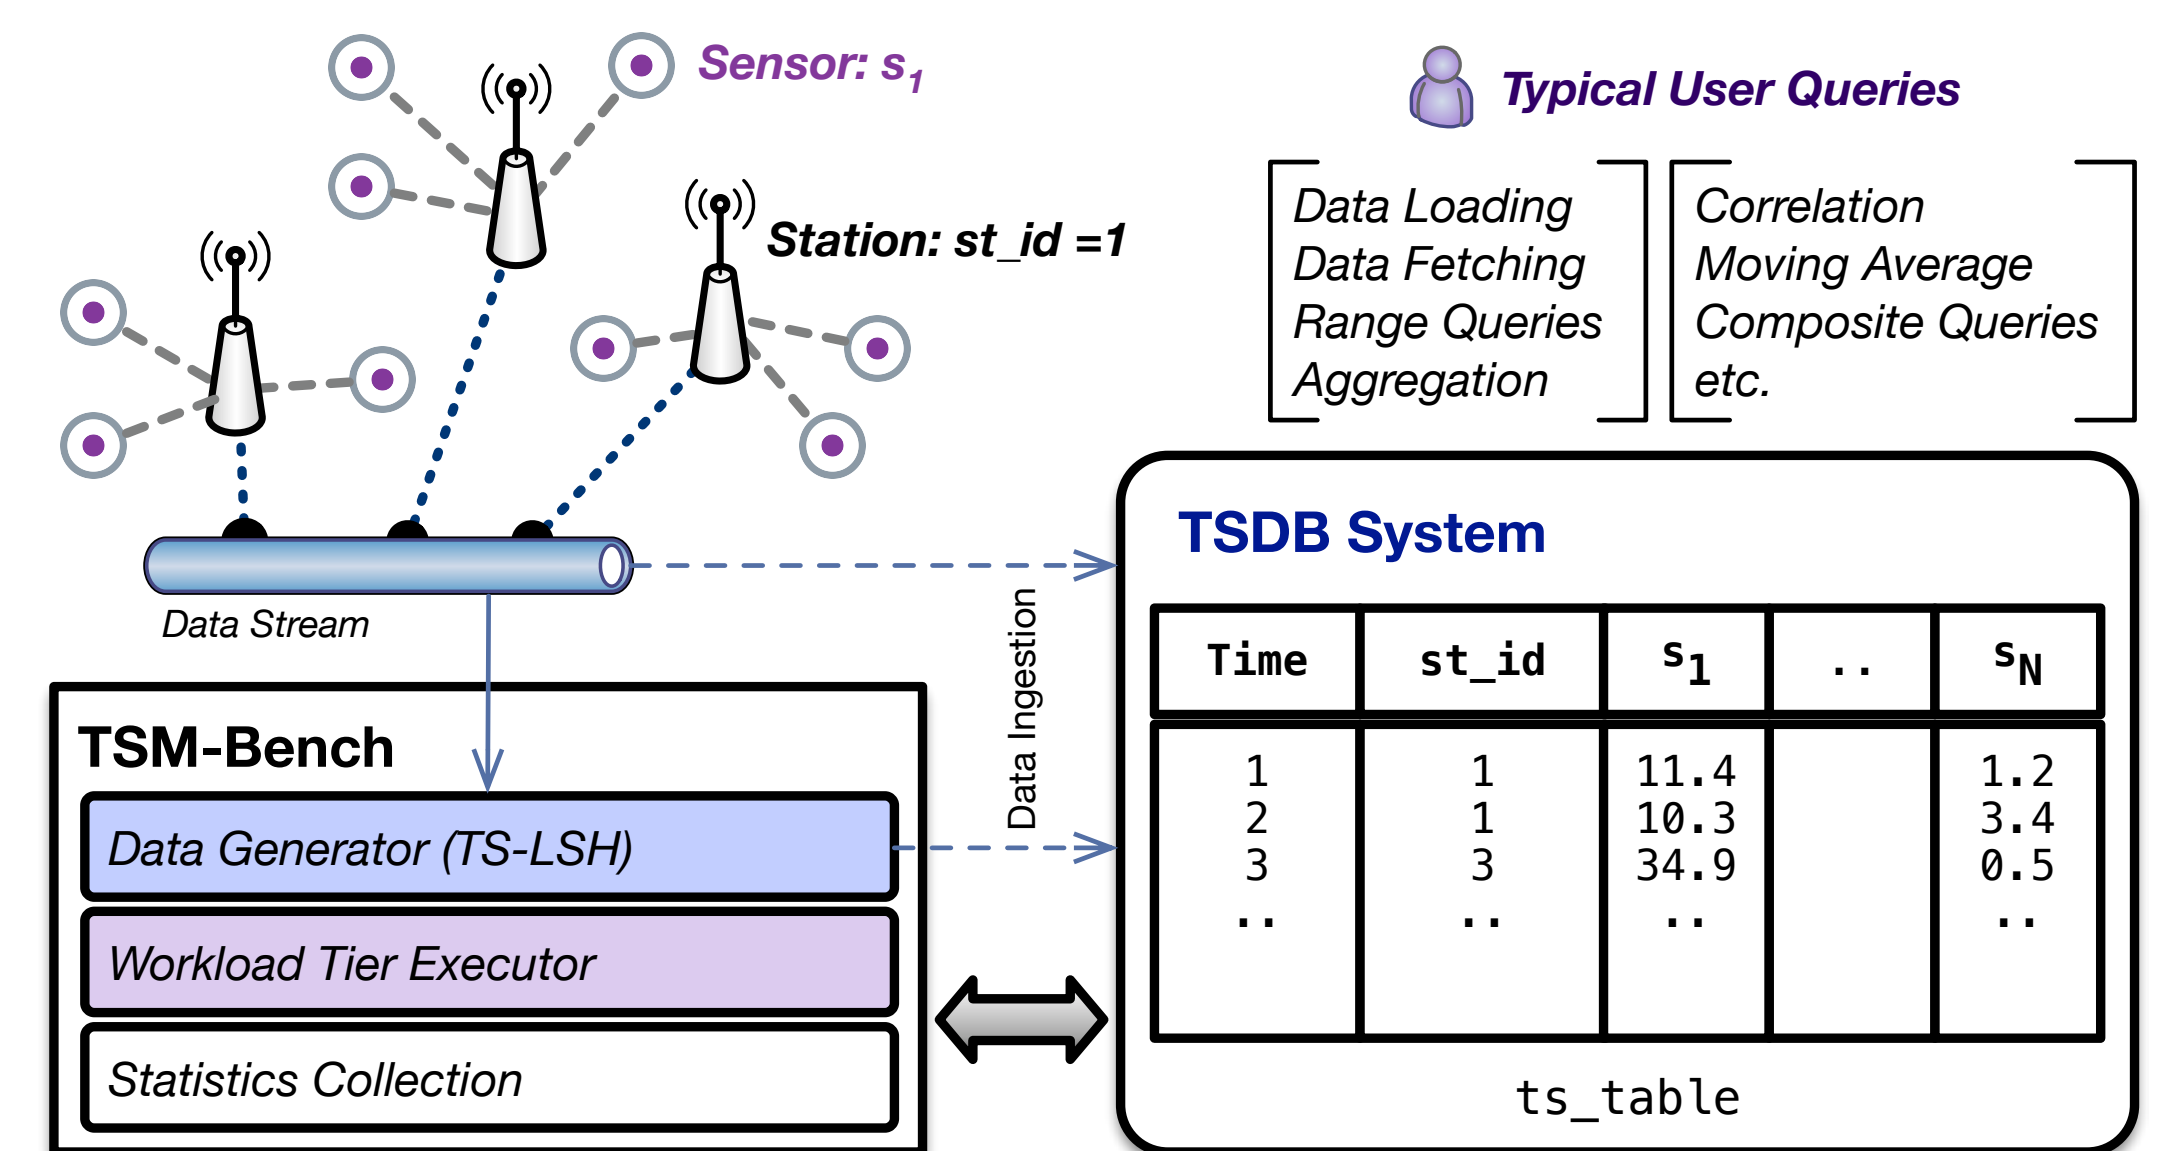 Sensor: s1
Station: st_id =1
Typical User Queries
Data Loading
Data Fetching
Range Queries
Aggregation
Correlation
Moving Average
Composite Queries
etc.
Data Stream
Data Ingestion
TSM-Bench
Data Generator (TS-LSH)
Workload Tier Executor
Statistics Collection
TSDB System
Time st_id s1 .. sN
1 1 11.4 1.2
2 1 10.3 3.4
3 3 34.9 0.5
.. .. .. ..
ts_table